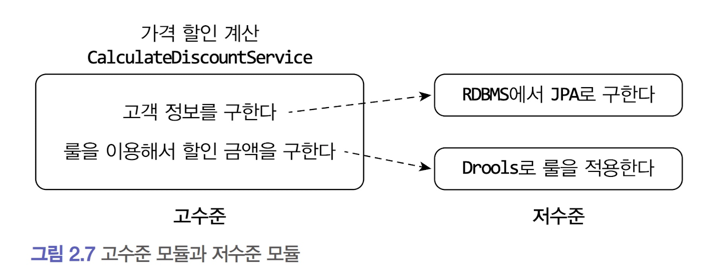 가격 할인 계산
CalculateDiscountService
고객 정보를 구한다
RDBMS에서 JPA로 구한다
룰을 이용해서 할인 금액을 구한다
Drools로 룰을 적용한다
고수준
저수준
그림 2.7 고수준 모듈과 저수준 모듈